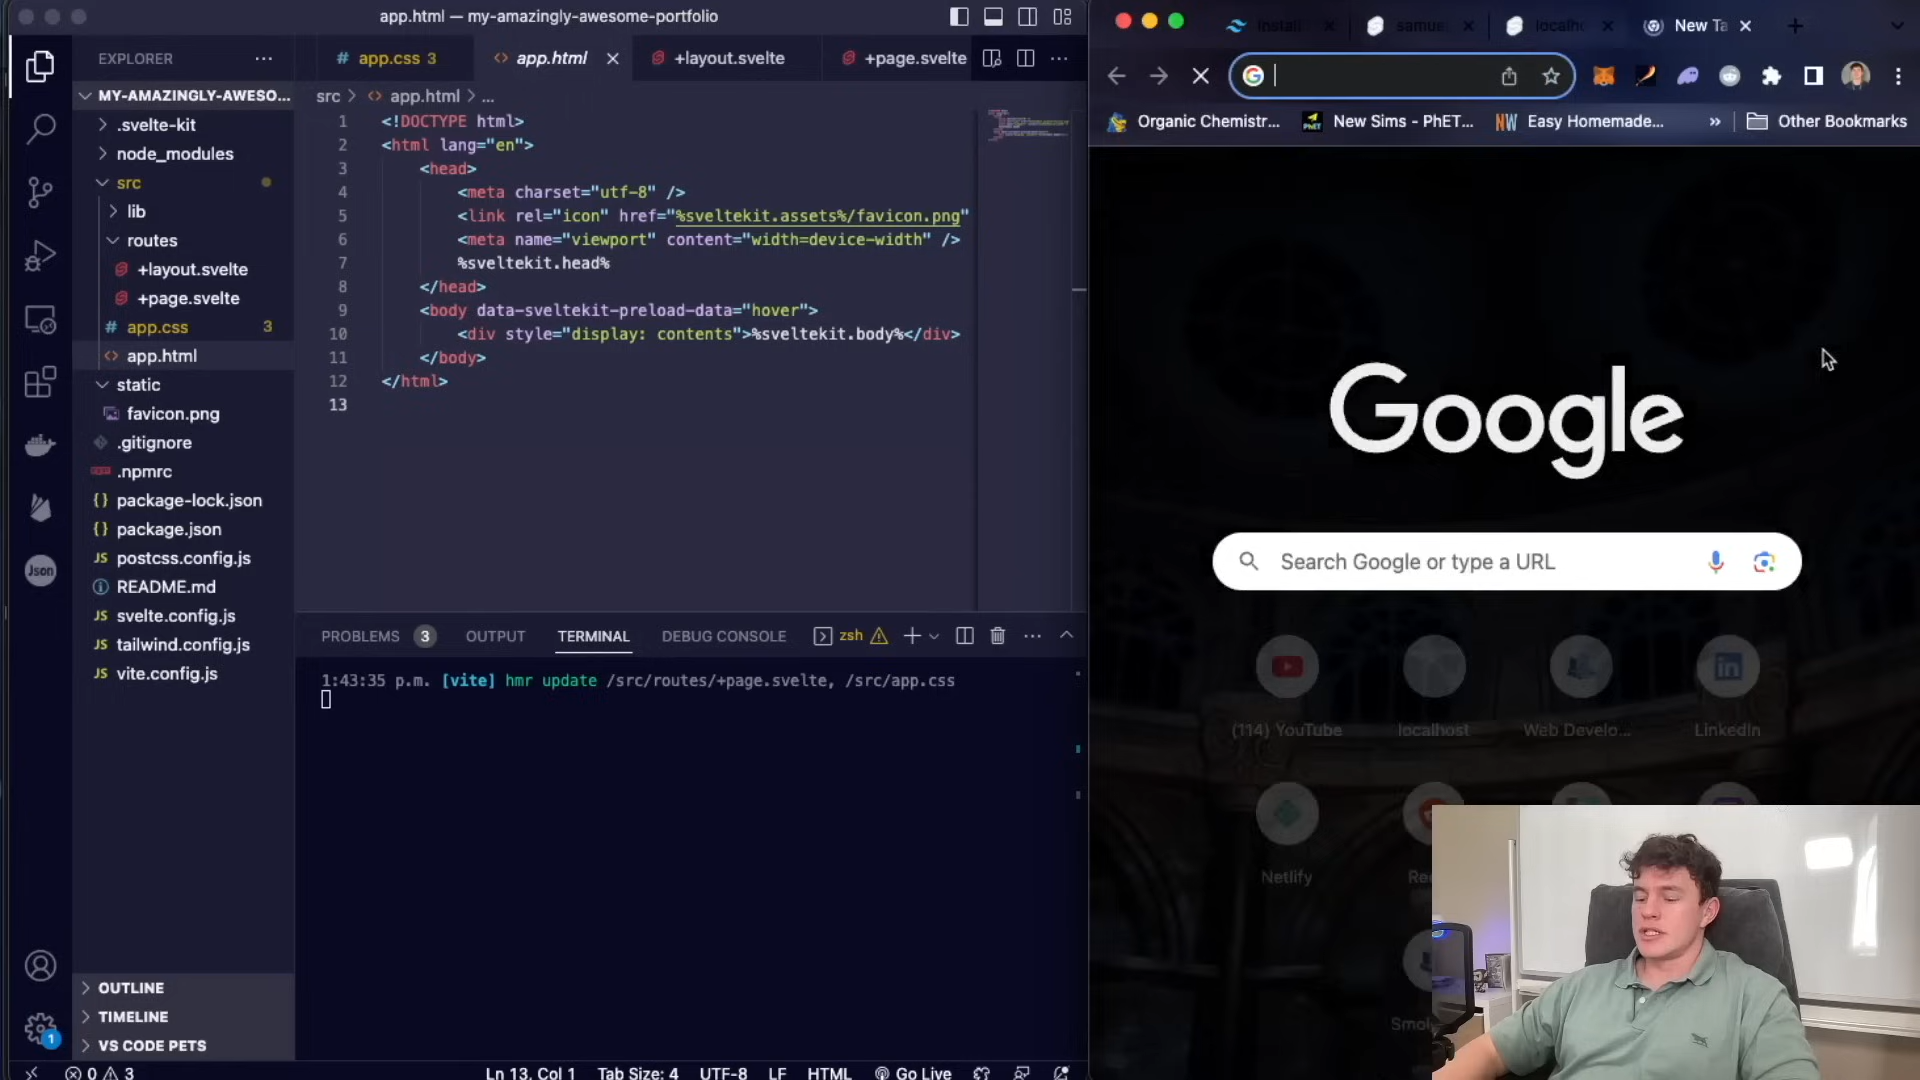 app.html — my-amazingly-awesome-portfolio
EXPLORER
MY-AMAZINGLY-AWESO...
.svelte-kit
node_modules
src
lib
routes
+layout.svelte
+page.svelte
app.css 3
app.html
static
favicon.png
.gitignore
.npmrc
package-lock.json
package.json
postcss.config.js
README.md
svelte.config.js
tailwind.config.js
vite.config.js
OUTLINE
TIMELINE
VS CODE PETS
Json
1
app.css 3
app.html
+layout.svelte
+page.svelte
src > app.html > ...
1 <!DOCTYPE html>
2 <html lang="en">
3 <head>
4 <meta charset="utf-8" />
5 <link rel="icon" href="%sveltekit.assets%/favicon.png"
6 <meta name="viewport" content="width=device-width" />
7 %sveltekit.head%
8 </head>
9 <body data-sveltekit-preload-data="hover">
10 <div style="display: contents">%sveltekit.body%</div>
11 </body>
12 </html>
13
PROBLEMS 3 OUTPUT TERMINAL DEBUG CONSOLE zsh
1:43:35 p.m. [vite] hmr update /src/routes/+page.svelte, /src/app.css
0 3 Ln 13, Col 1 Tab Size: 4 UTF-8 LF HTML Go Live
Install samue localho New Ta
Organic Chemistr... New Sims - PhET... NW Easy Homemade... » Other Bookmarks
Google
Search Google or type a URL
(114) YouTube localhost Web Develo... LinkedIn
Netlify